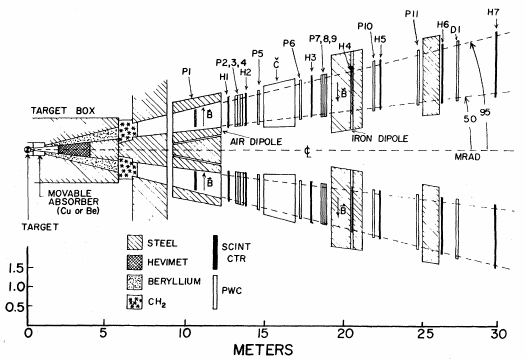 H7
P11
H6
D1
P10
H5
P7,8,9
H4
P6
H3
Č
P5
P2,3,4
H2
H1
P1
B
B
TARGET BOX
AIR DIPOLE
IRON DIPOLE
℄
50
95
MRAD
B
B
MOVABLE
ABSORBER
(Cu or Be)
TARGET
STEEL
HEVIMET
BERYLLIUM
CH2
SCINT
CTR
PWC
1.5
1.0
0.5
0
5
10
15
20
25
30
METERS